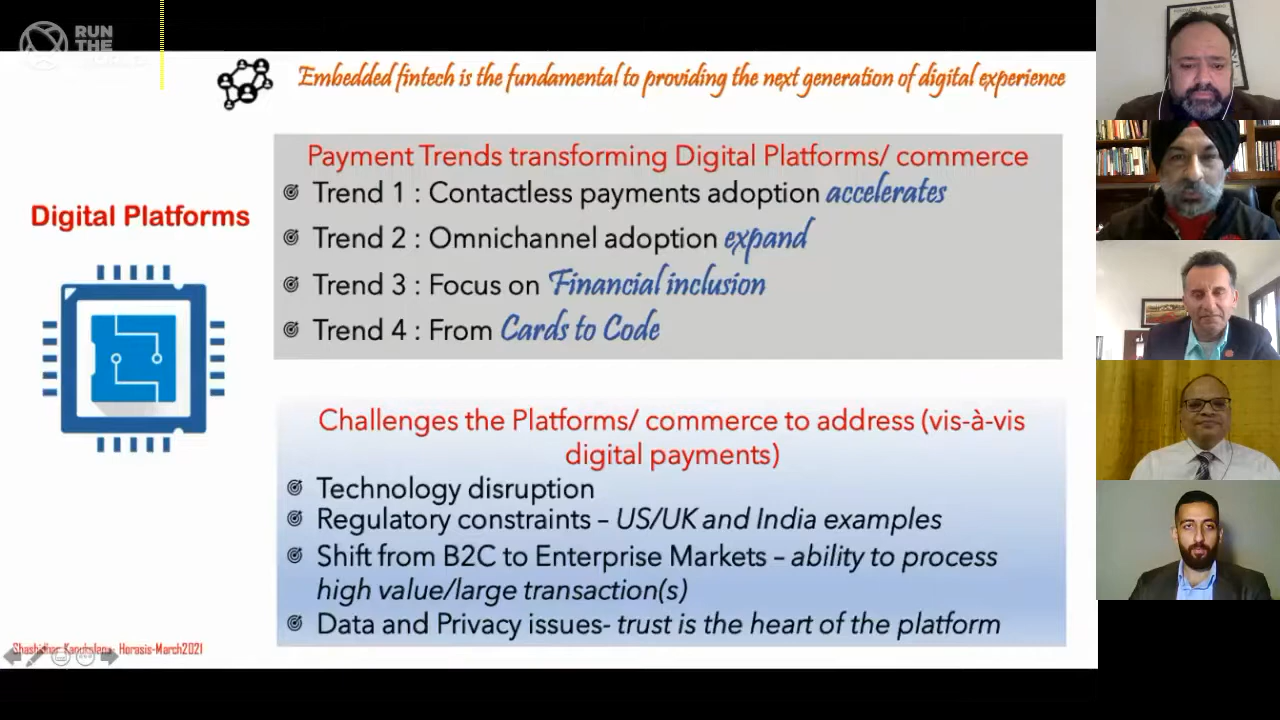 RUN
THE
Embedded fintech is the fundamental to providing the next generation of digital experience
Payment Trends transforming Digital Platforms/ commerce
Trend 1 : Contactless payments adoption accelerates
Trend 2 : Omnichannel adoption expand
Trend 3 : Focus on Financial inclusion
Trend 4 : From Cards to Code
Digital Platforms
Challenges the Platforms/ commerce to address (vis-à-vis
digital payments)
Technology disruption
Regulatory constraints – US/UK and India examples
Shift from B2C to Enterprise Markets – ability to process
high value/large transaction(s)
Data and Privacy issues- trust is the heart of the platform
Horasis-March2021